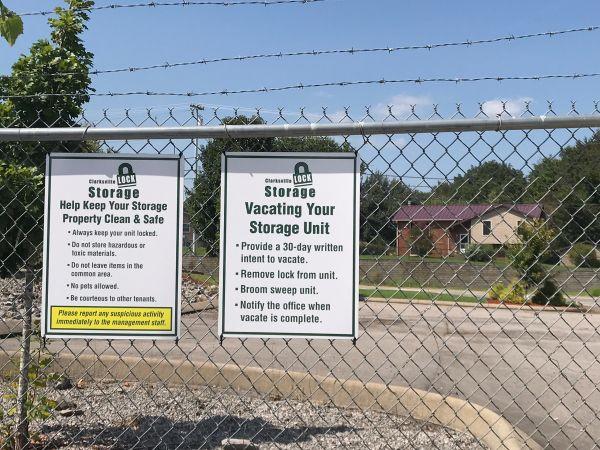 Clarksville LOCK
Storage
Help Keep Your Storage
Property Clean & Safe
• Always keep your unit locked.
• Do not store hazardous or
toxic materials.
• Do not leave items in the
common area.
• No pets allowed.
• Be courteous to other tenants.
Please report any suspicious activity
immediately to the management staff.
Clarksville LOCK
Storage
Vacating Your
Storage Unit
• Provide a 30-day written
intent to vacate.
• Remove lock from unit.
• Broom sweep unit.
• Notify the office when
vacate is complete.